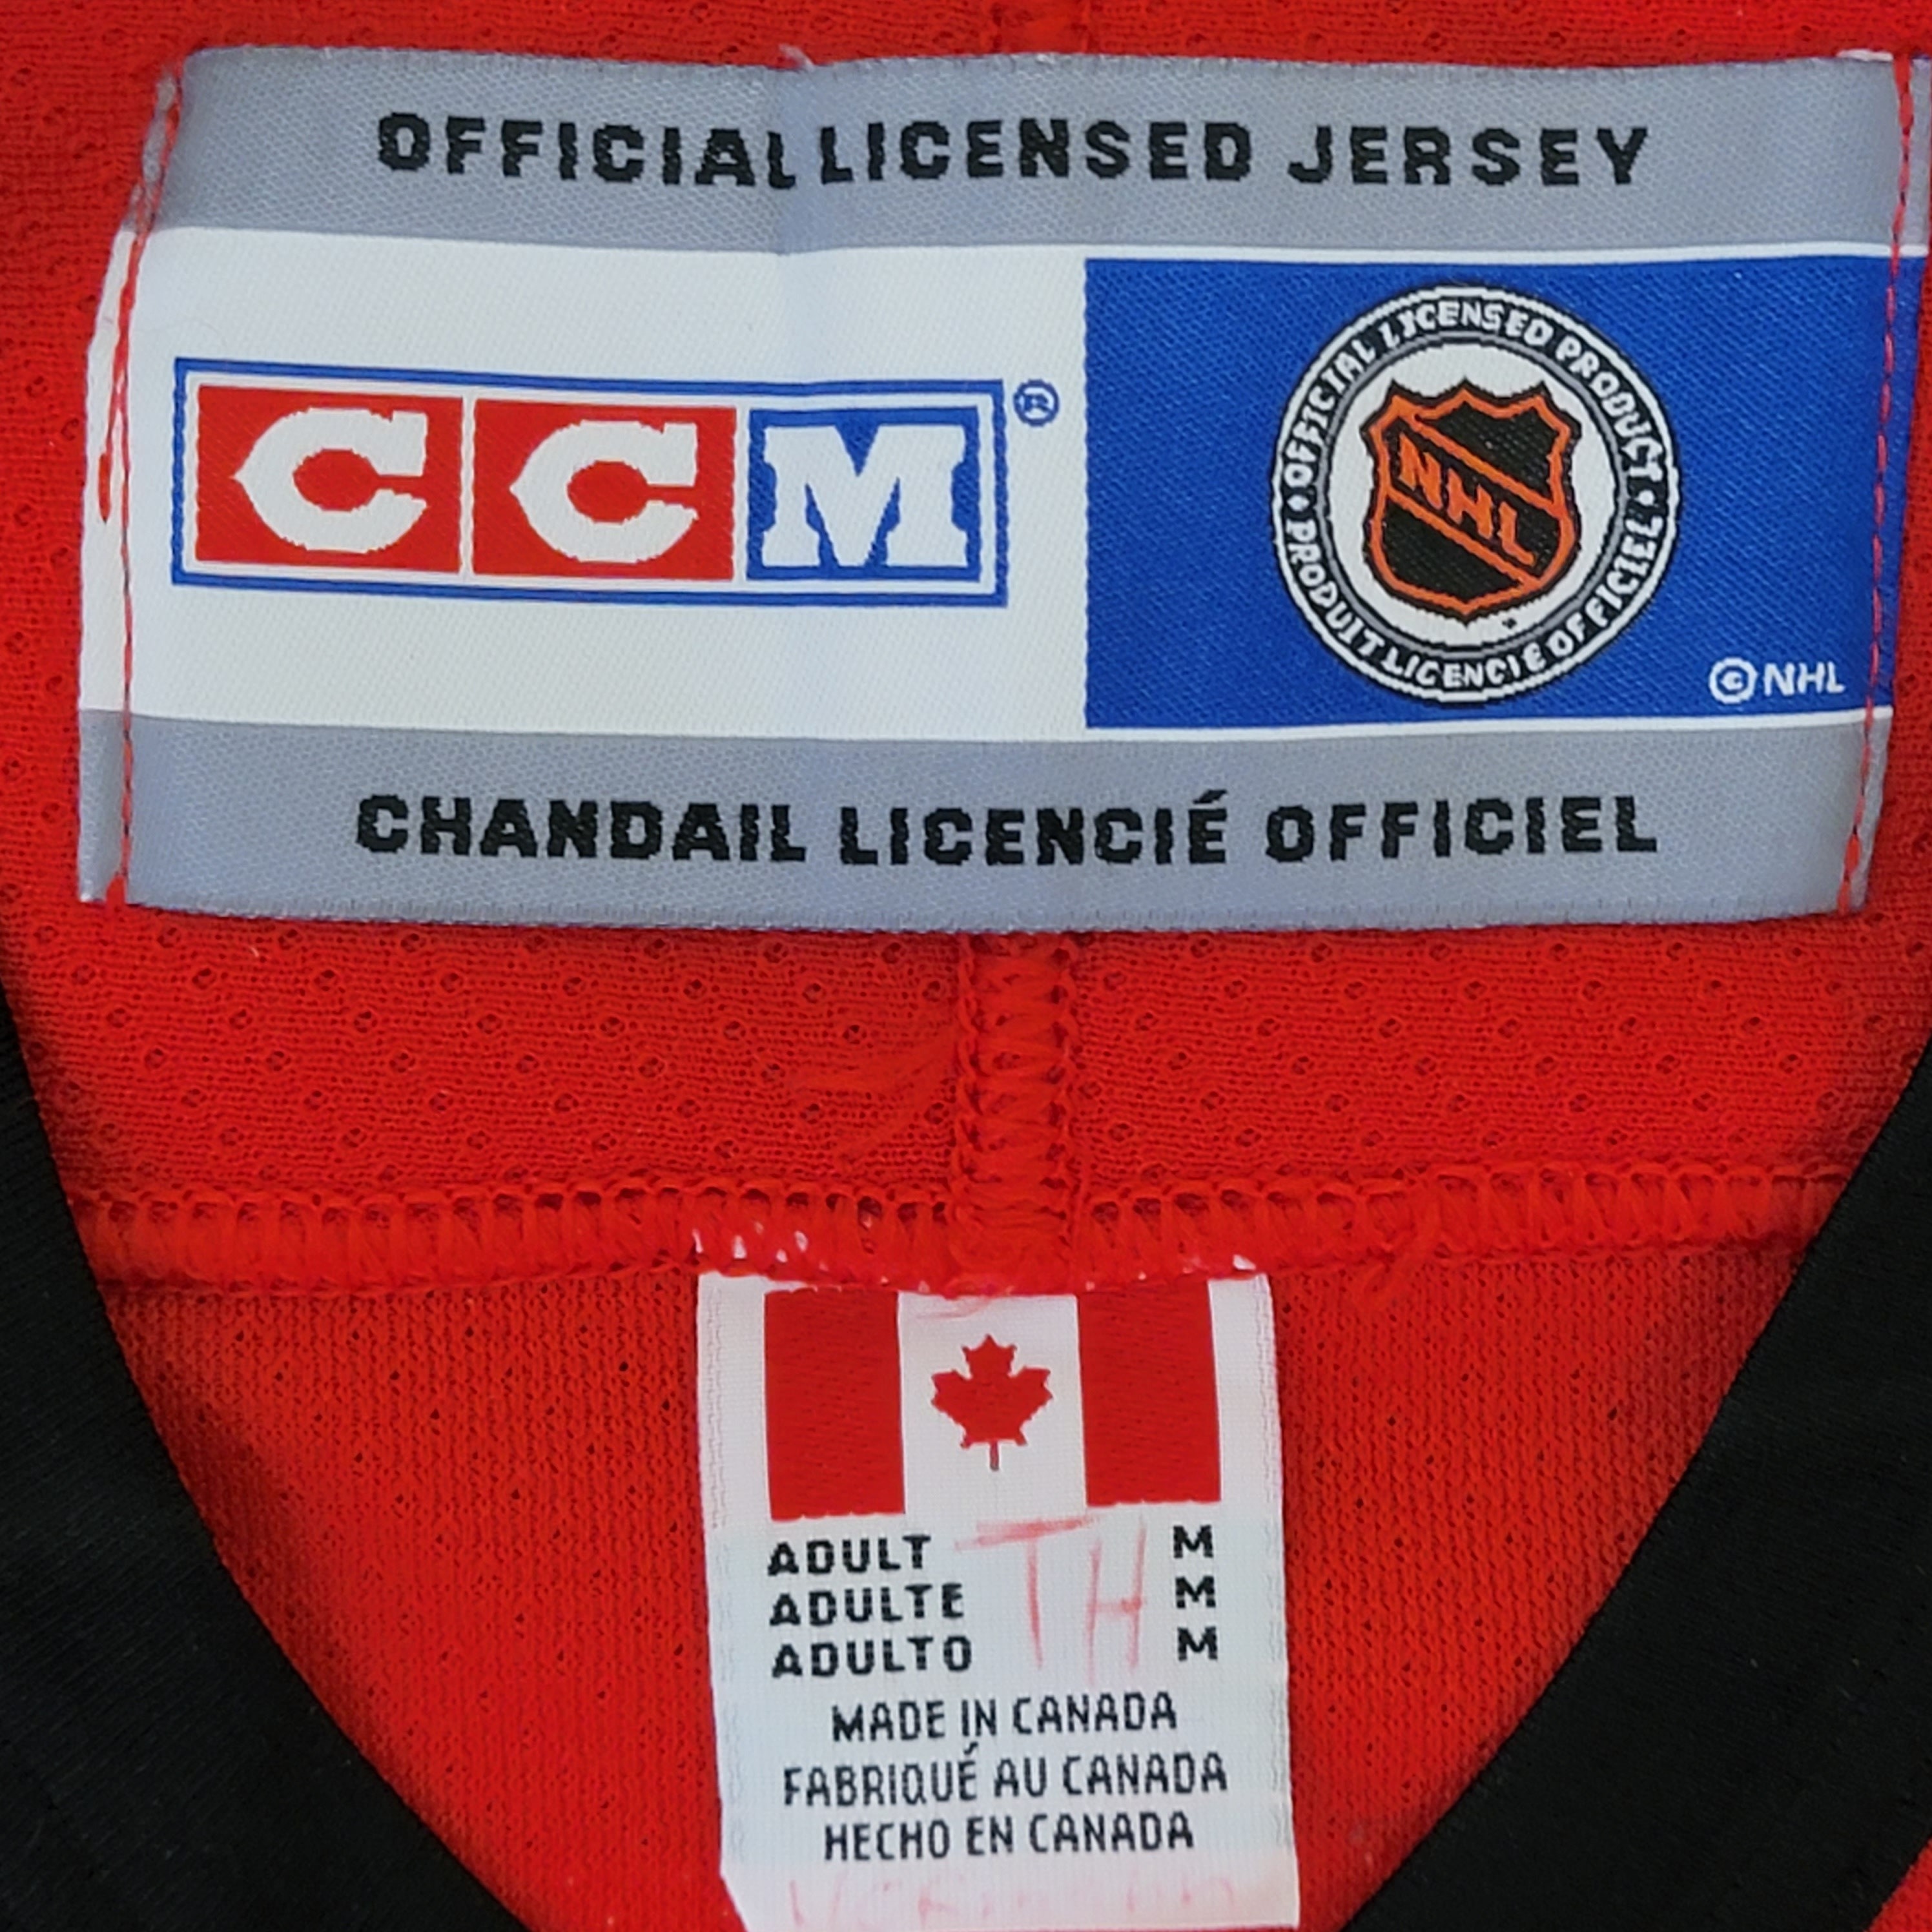 OFFICIAL LICENSED JERSEY
CCM®
OFFICIAL LICENSED PRODUCT •
NHL
PRODUIT LICENCIÉ OFFICIEL •
©NHL
CHANDAIL LICENCIÉ OFFICIEL
ADULT TH M
ADULTE M
ADULTO M
MADE IN CANADA
FABRIQUÉ AU CANADA
HECHO EN CANADA